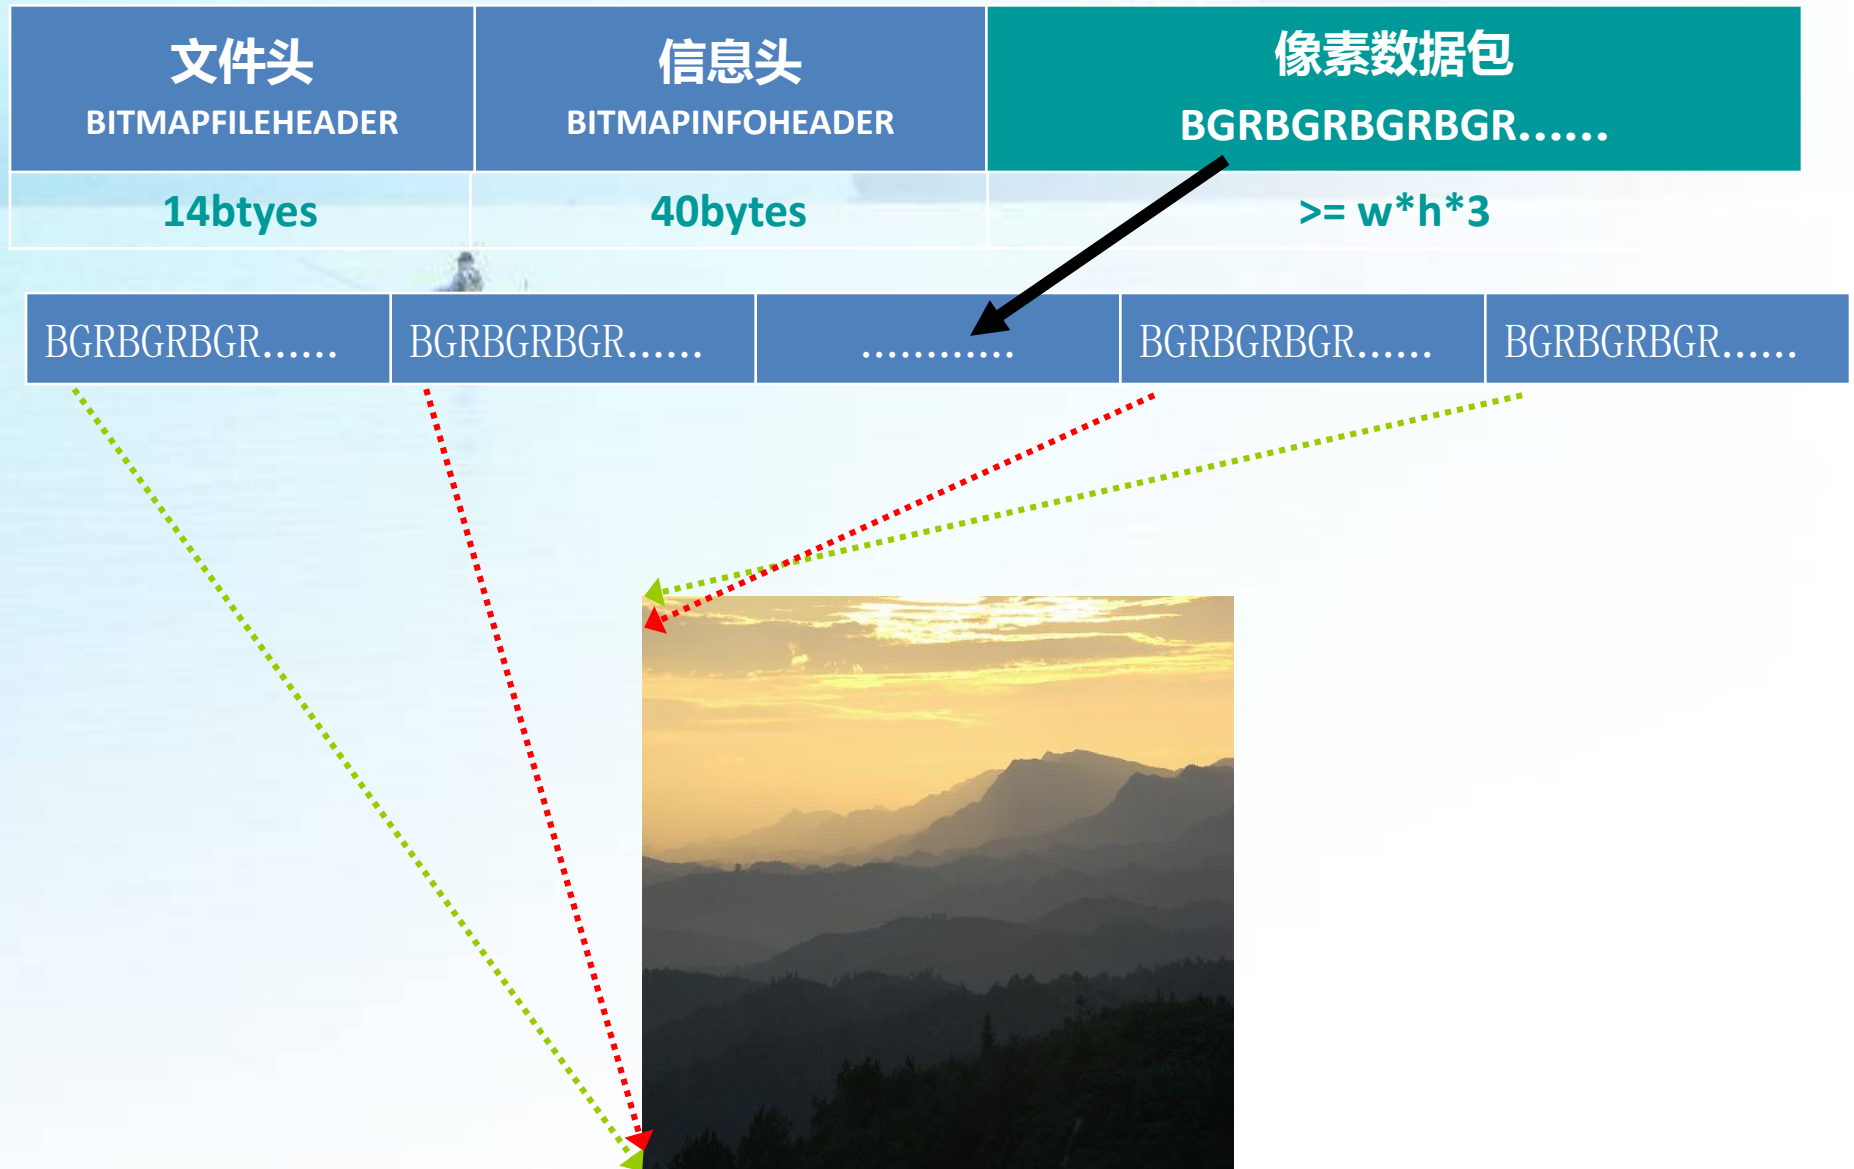 文件头
BITMAPFILEHEADER
信息头
BITMAPINFOHEADER
像素数据包
BGRBGRBGRBGR......
14btyes
40bytes
>= w*h*3
BGRBGRBGR......
BGRBGRBGR......
............
BGRBGRBGR......
BGRBGRBGR......